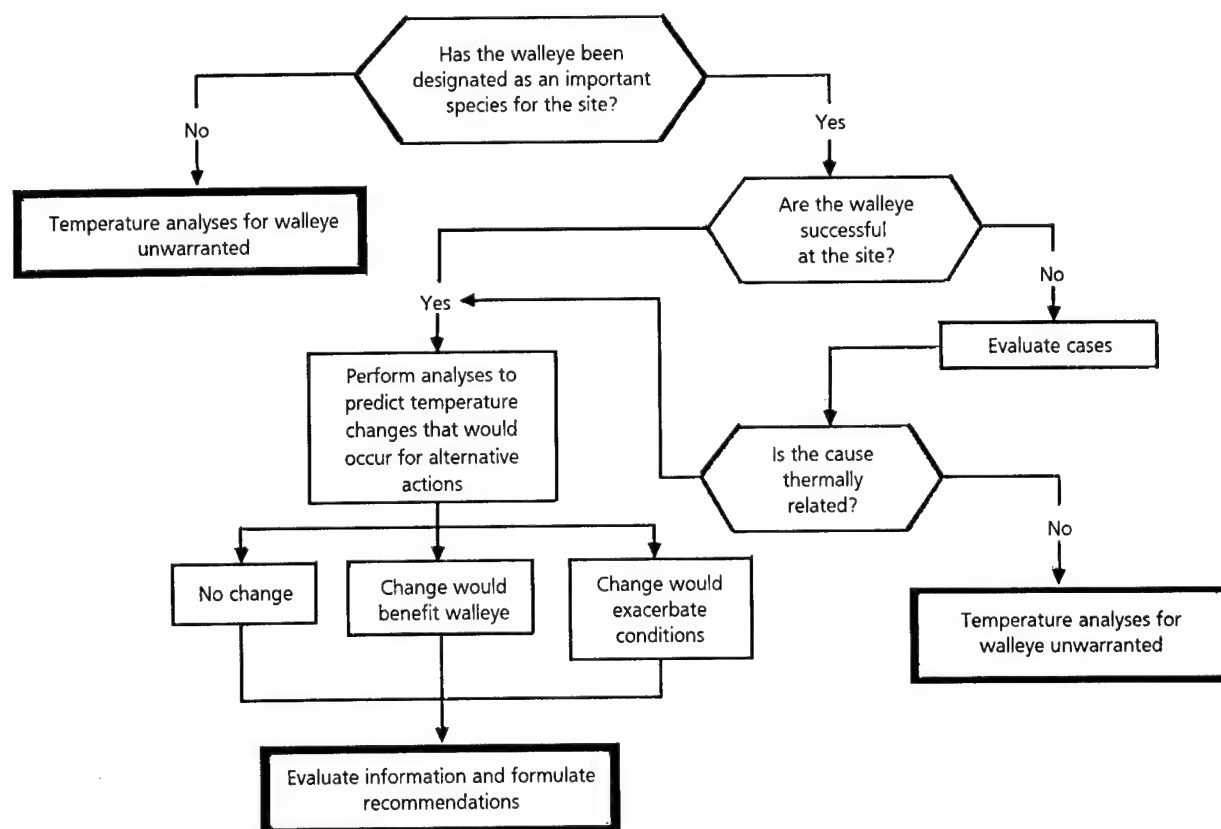 Has the walleye been
designated as an important
species for the site?
No
Yes
Temperature analyses for walleye
unwarranted
Are the walleye
successful
at the site?
Yes
No
Evaluate cases
Perform analyses to
predict temperature
changes that would
occur for alternative
actions
Is the cause
thermally
related?
No
No change
Change would
benefit walleye
Change would
exacerbate
conditions
Temperature analyses for
walleye unwarranted
Evaluate information and formulate
recommendations